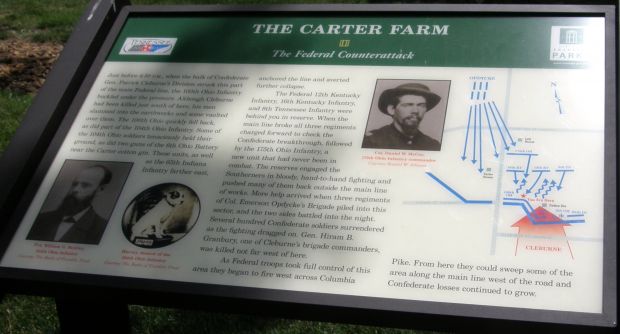 THE CARTER FARM
The Federal Counterattack
TENNESSEE
PARK
Just before 4:30 P.M., when the bulk of Confederate
Gen. Patrick Cleburne's Division struck this part
of the main Federal line, the 100th Ohio Infantry
buckled under the pressure. Although Cleburne
had been killed just south of here, his men
slammed into the earthworks and some vaulted
over them. The 100th Ohio quickly fell back,
as did part of the 104th Ohio Infantry. Some of
the 104th Ohio soldiers tenaciously held their
ground, as did two guns of the 6th Ohio Battery
near the Carter cotton gin. Those units, as well
as the 65th Indiana
Infantry farther east,
anchored the line and averted
further collapse.
The Federal 12th Kentucky
Infantry, 16th Kentucky Infantry,
and 8th Tennessee Infantry were
behind you in reserve. When the
main line broke all three regiments
charged forward to check the
Confederate breakthrough, followed
by the 175th Ohio Infantry, a
new unit that had never been in
combat. The reserves engaged the
Southerners in bloody, hand-to-hand fighting and
pushed many of them back outside the main line
of works. More help arrived when three regiments
of Col. Emerson Opdycke's Brigade piled into this
sector, and the two sides battled into the night.
Several hundred Confederate soldiers surrendered
as the fighting dragged on. Gen. Hiram B.
Granbury, one of Cleburne's brigade commanders,
was killed not far west of here.
As Federal troops took full control of this
area they began to fire west across Columbia
Pike. From here they could sweep some of the
area along the main line west of the road and
Confederate losses continued to grow.
175th Ohio Infantry commander
100th Ohio Infantry
104th Ohio Infantry
OPDYCKE
N
CLEBURNE